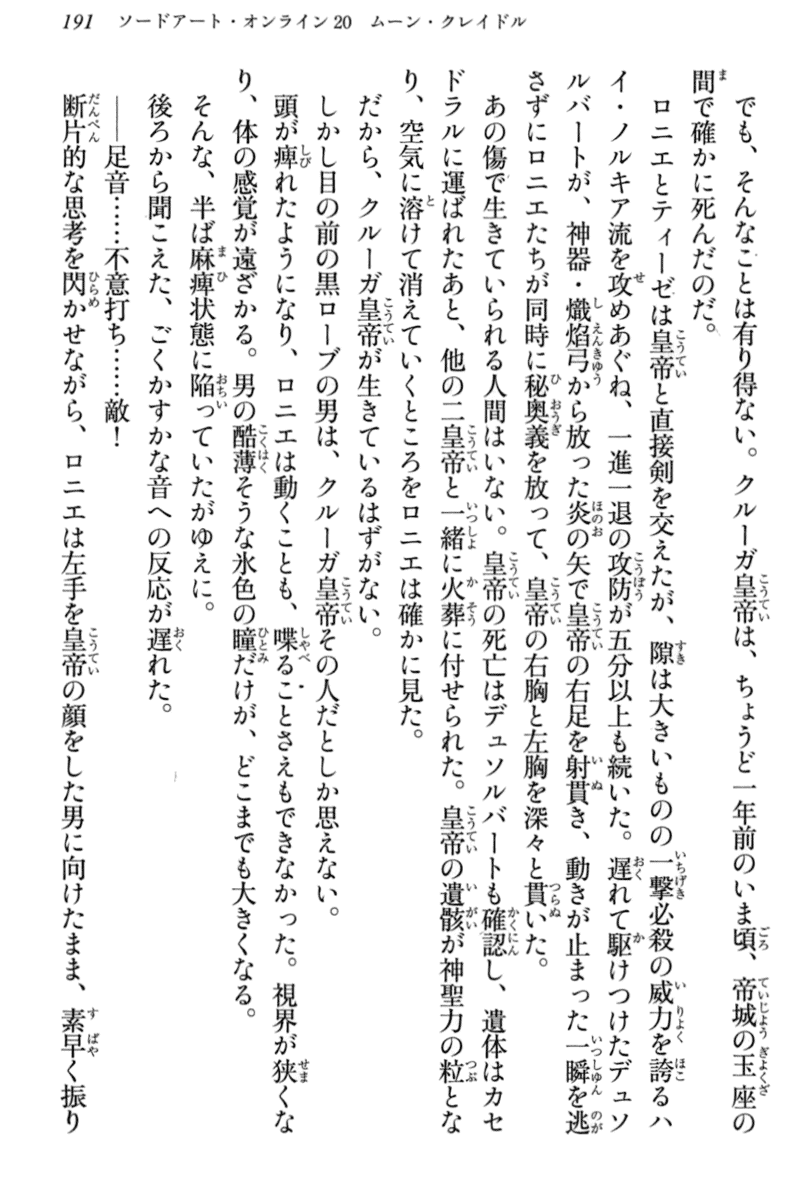 191 ソードアート・オンライン20 ムーン・クレイドル
でも、そんなことは有り得ない。クルーガ皇帝は、ちょうど一年前のいま頃、帝城の玉座の
間で確かに死んだのだ。
ロニエとティーゼは皇帝と直接剣を交えたが、隙は大きいものの一撃必殺の威力を誇るハ
イ・ノルキア流を攻めあぐね、一進一退の攻防が五分以上も続いた。遅れて駆けつけたデュソ
ルバートが、神器・熾焰弓から放った炎の矢で皇帝の右足を射貫き、動きが止まった一瞬を逃
さずにロニエたちが同時に秘奥義を放って、皇帝の右胸と左胸を深々と貫いた。
あの傷で生きていられる人間はいない。皇帝の死亡はデュソルバートも確認し、遺体はカセ
ドラルに運ばれたあと、他の二皇帝と一緒に火葬に付せられた。皇帝の遺骸が神聖力の粒とな
り、空気に溶けて消えていくところをロニエは確かに見た。
だから、クルーガ皇帝が生きているはずがない。
しかし目の前の黒ローブの男は、クルーガ皇帝その人だとしか思えない。
頭が痺れたようになり、ロニエは動くことも、喋ることさえもできなかった。視界が狭くな
り、体の感覚が遠ざかる。男の酷薄そうな氷色の瞳だけが、どこまでも大きくなる。
そんな、半ば麻痺状態に陥っていたがゆえに。
後ろから聞こえた、ごくかすかな音への反応が遅れた。
――足音……不意打ち……敵！
断片的な思考を閃かせながら、ロニエは左手を皇帝の顔をした男に向けたまま、素早く振り